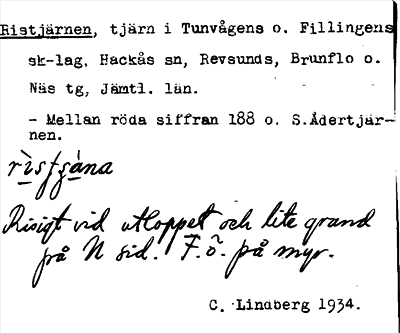 Ristjärnen, tjärn i Tunvågens o. Fillingens
sk-lag, Hackås sn, Revsunds, Brunflo o.
Näs tg, Jämtl. län.
- Mellan röda siffran 188 o. S.Ådertjär-
nen.
Risigt vid utloppet och lite grand
på N sid. F.ö. på myr.
C. Lindberg 1934.